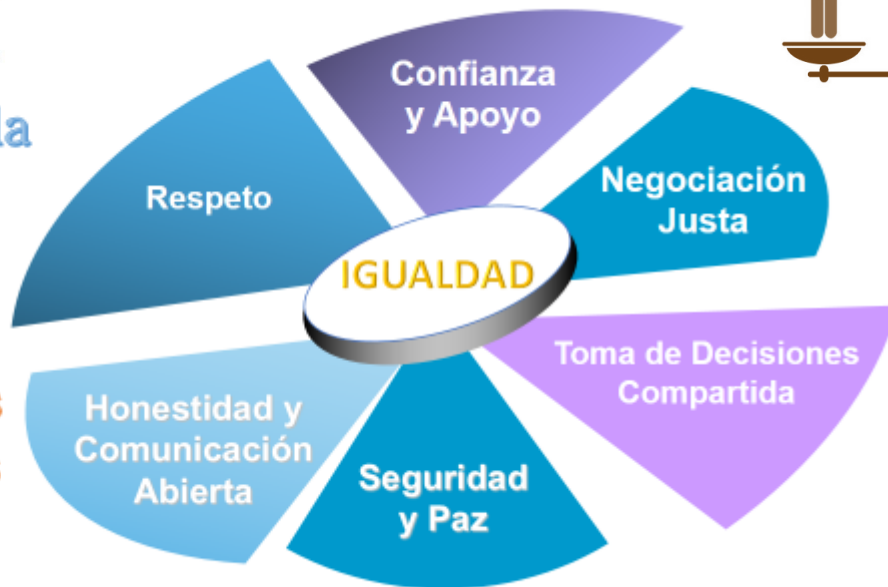 Confianza
y Apoyo
Negociación
Justa
Respeto
IGUALDAD
Toma de Decisiones
Compartida
Honestidad y
Comunicación
Abierta
Seguridad
y Paz